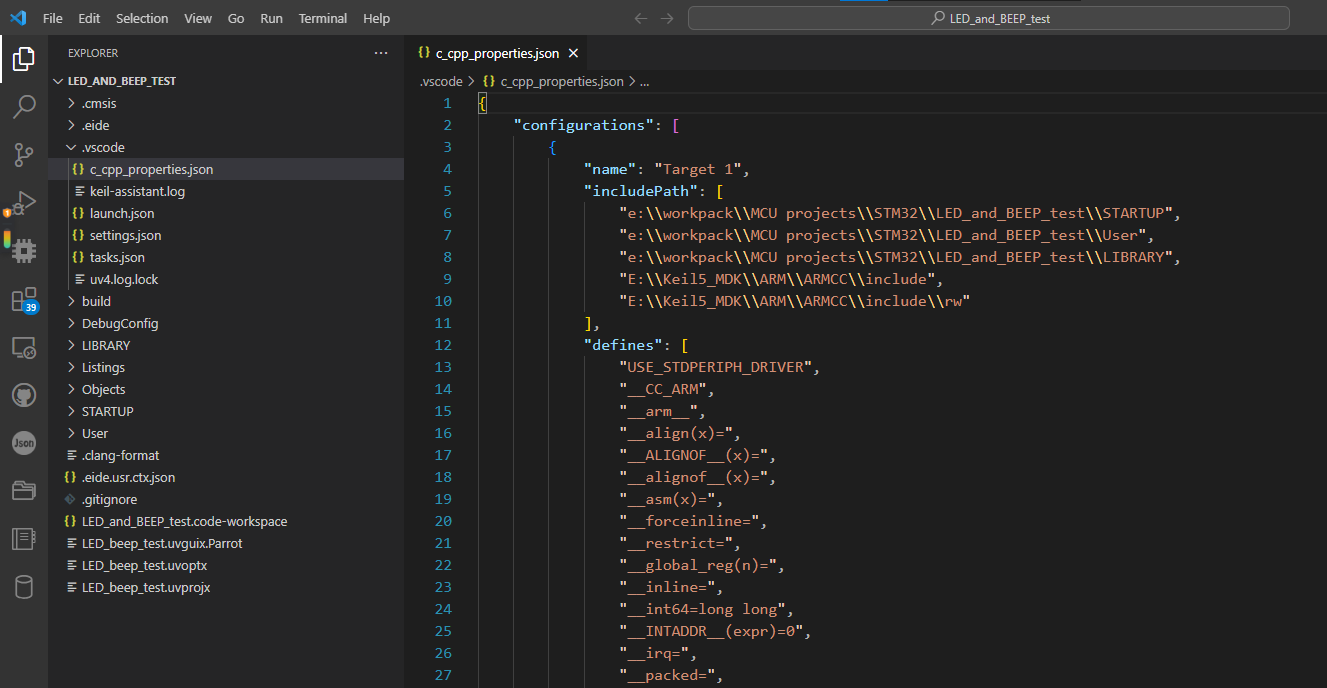 File Edit Selection View Go Run Terminal Help
LED_and_BEEP_test
EXPLORER ...
LED_AND_BEEP_TEST
.cmsis
.eide
.vscode
{} c_cpp_properties.json
keil-assistant.log
{} launch.json
{} settings.json
{} tasks.json
uv4.log.lock
build
DebugConfig
LIBRARY
Listings
Objects
STARTUP
User
.clang-format
{} .eide.usr.ctx.json
.gitignore
{} LED_and_BEEP_test.code-workspace
LED_beep_test.uvguix.Parrot
LED_beep_test.uvoptx
LED_beep_test.uvprojx
39
Json
{} c_cpp_properties.json
.vscode > {} c_cpp_properties.json > ...
1 {
2 "configurations": [
3 {
4 "name": "Target 1",
5 "includePath": [
6 "e:\\workpack\\MCU projects\\STM32\\LED_and_BEEP_test\\STARTUP",
7 "e:\\workpack\\MCU projects\\STM32\\LED_and_BEEP_test\\User",
8 "e:\\workpack\\MCU projects\\STM32\\LED_and_BEEP_test\\LIBRARY",
9 "E:\\Keil5_MDK\\ARM\\ARMCC\\include",
10 "E:\\Keil5_MDK\\ARM\\ARMCC\\include\\rw"
11 ],
12 "defines": [
13 "USE_STDPERIPH_DRIVER",
14 "__CC_ARM",
15 "__arm__",
16 "__align(x)=",
17 "__ALIGNOF__(x)=",
18 "__alignof__(x)=",
19 "__asm(x)=",
20 "__forceinline=",
21 "__restrict=",
22 "__global_reg(n)=",
23 "__inline=",
24 "__int64=long long",
25 "__INTADDR__(expr)=0",
26 "__irq=",
27 "__packed=",